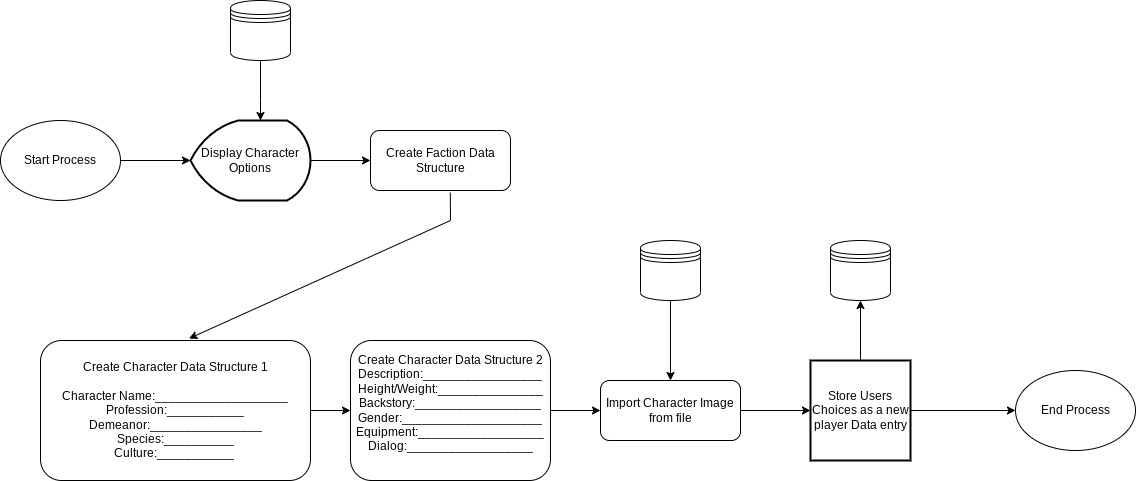 Start Process
Display Character
Options
Create Faction Data
Structure
Create Character Data Structure 1
Character Name:___________________
Profession:___________
Demeanor:________________
Species:__________
Culture:___________
Create Character Data Structure 2
Description:_________________
Height/Weight:_______________
Backstory:__________________
Gender:____________________
Equipment:__________________
Dialog:__________________
Import Character Image
from file
Store Users
Choices as a new
player Data entry
End Process